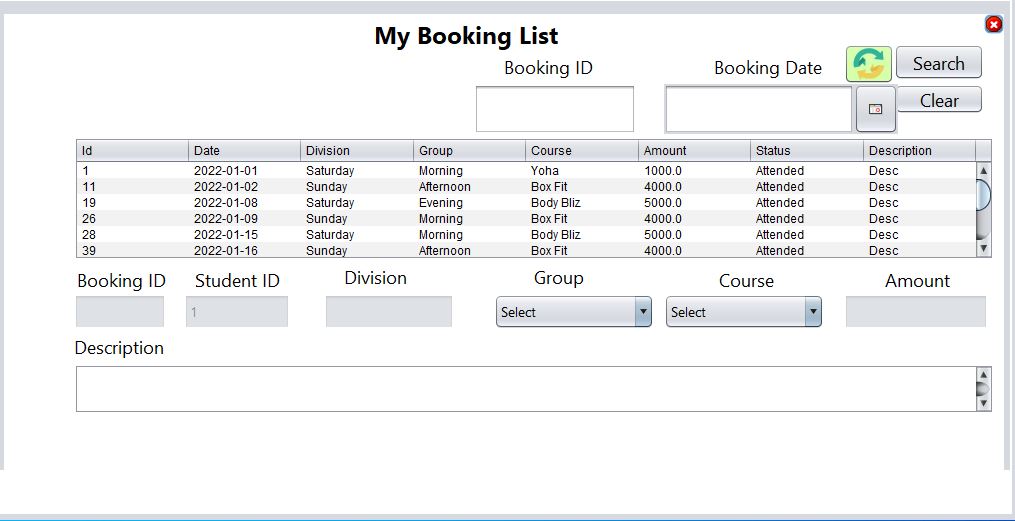 My Booking List
Booking ID Booking Date Search
Clear
Id Date Division Group Course Amount Status Description
1 2022-01-01 Saturday Morning Yoha 1000.0 Attended Desc
11 2022-01-02 Sunday Afternoon Box Fit 4000.0 Attended Desc
19 2022-01-08 Saturday Evening Body Bliz 5000.0 Attended Desc
26 2022-01-09 Sunday Morning Box Fit 4000.0 Attended Desc
28 2022-01-15 Saturday Morning Body Bliz 5000.0 Attended Desc
39 2022-01-16 Sunday Afternoon Box Fit 4000.0 Attended Desc
Booking ID Student ID Division Group Course Amount
1 Select Select
Description